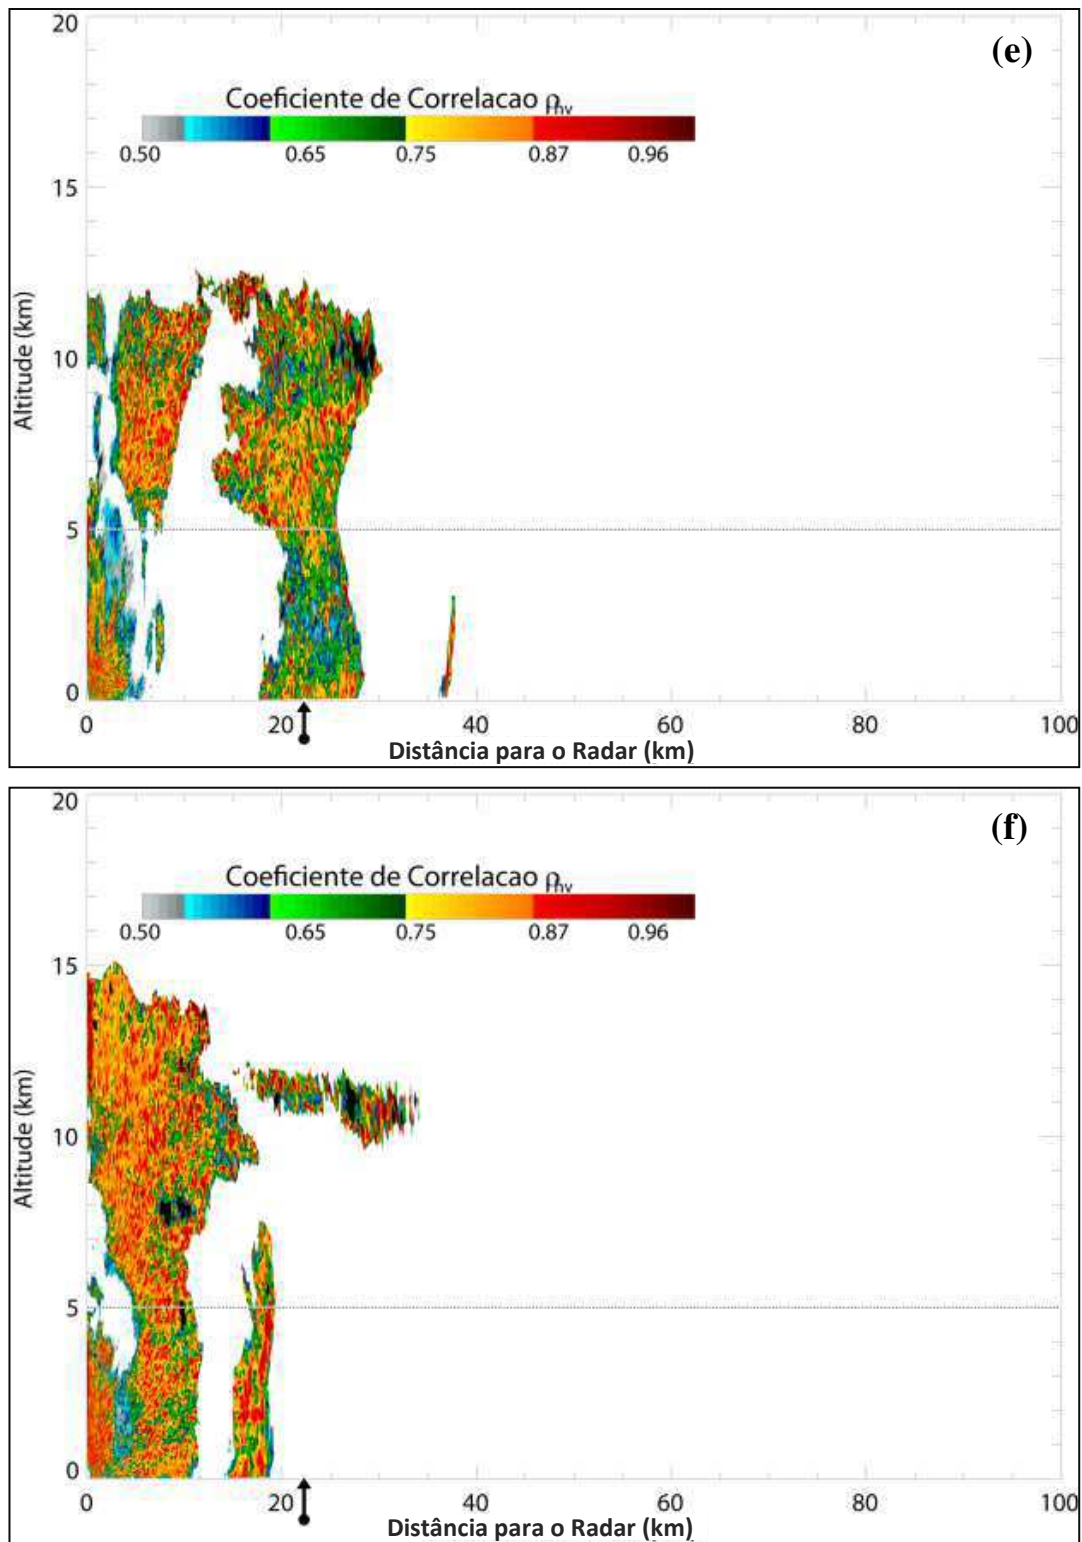 20
(e)
Coeficiente de Correlacao ρhv
0.50 0.65 0.75 0.87 0.96
15
10
5
0
Altitude (km)
0 20 40 60 80 100
Distância para o Radar (km)
20
(f)
Coeficiente de Correlacao ρhv
0.50 0.65 0.75 0.87 0.96
15
10
5
0
Altitude (km)
0 20 40 60 80 100
Distância para o Radar (km)